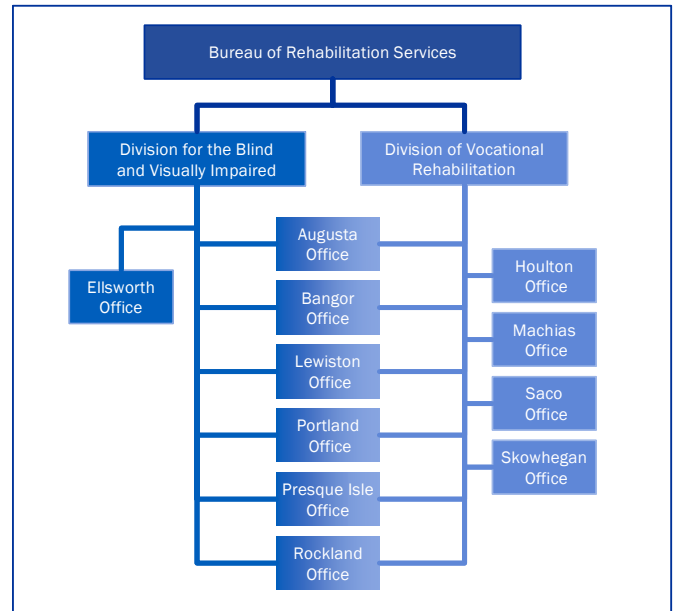 Bureau of Rehabilitation Services
Division for the Blind
and Visually Impaired
Division of Vocational
Rehabilitation
Ellsworth
Office
Augusta
Office
Bangor
Office
Lewiston
Office
Portland
Office
Presque Isle
Office
Rockland
Office
Houlton
Office
Machias
Office
Saco
Office
Skowhegan
Office